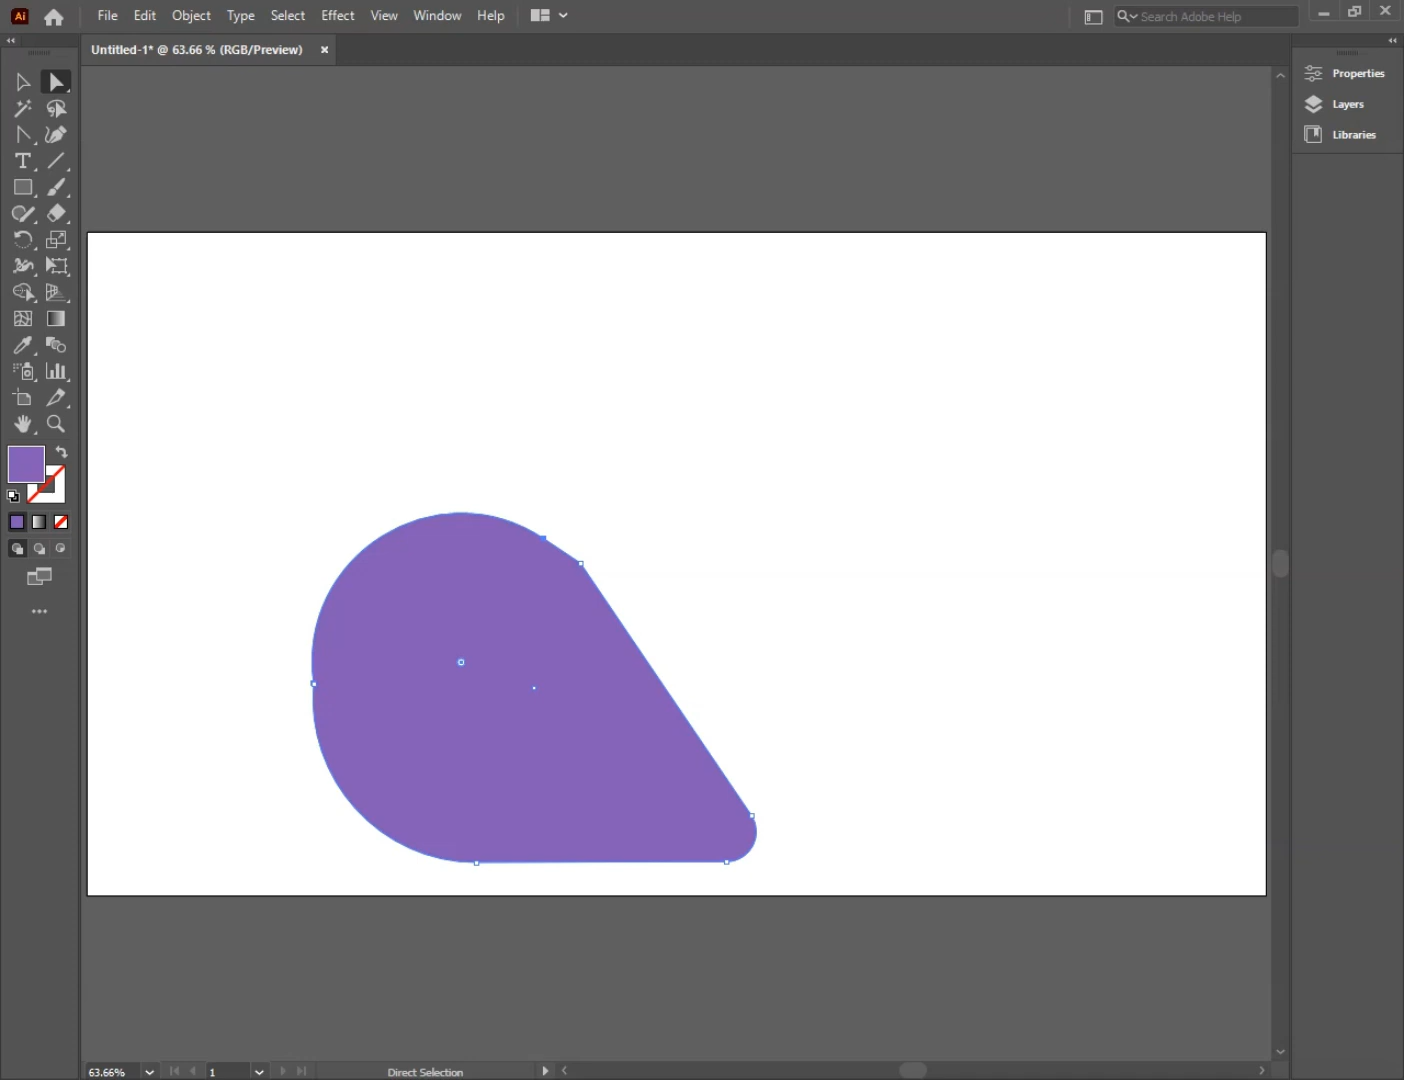 Ai File Edit Object Type Select Effect View Window Help Search Adobe Help
Untitled-1* @ 63.66 % (RGB/Preview)
Properties
Layers
Libraries
63.66% 1 Direct Selection